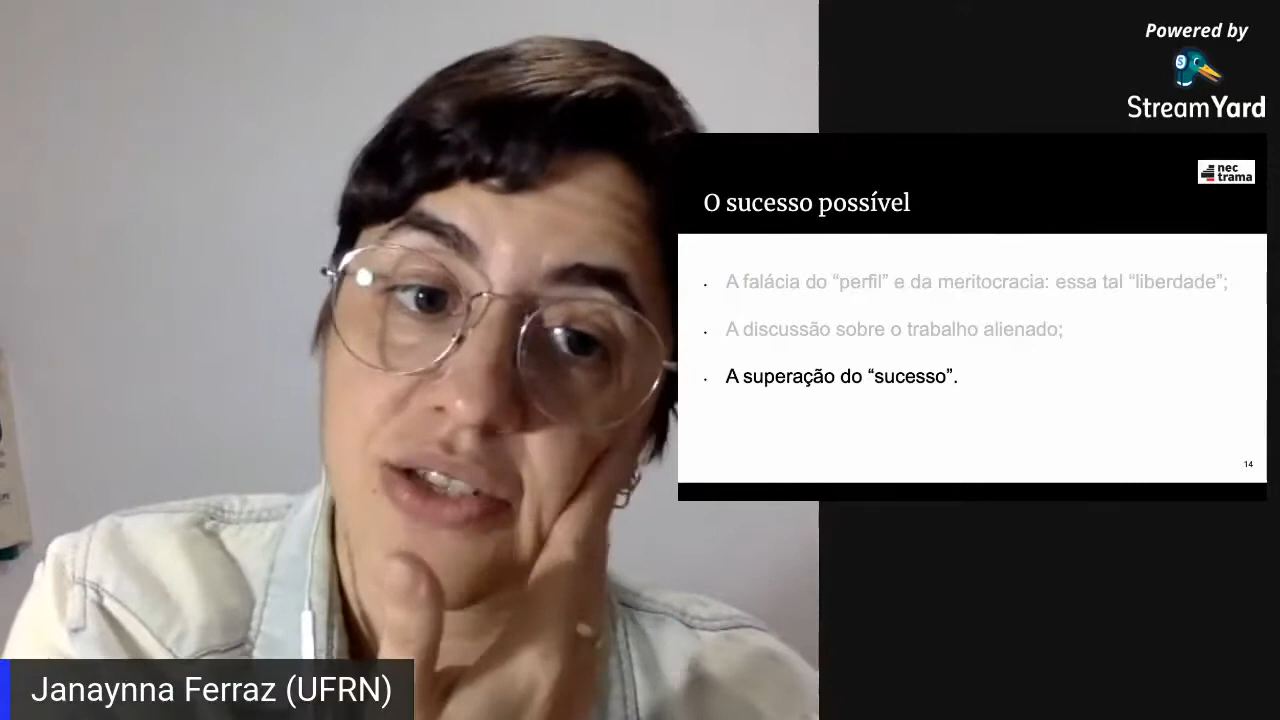 Powered by
StreamYard
nec
trama
O sucesso possível
A falácia do “perfil” e da meritocracia: essa tal “liberdade”;
A discussão sobre o trabalho alienado;
A superação do “sucesso”.
14
Janaynna Ferraz (UFRN)